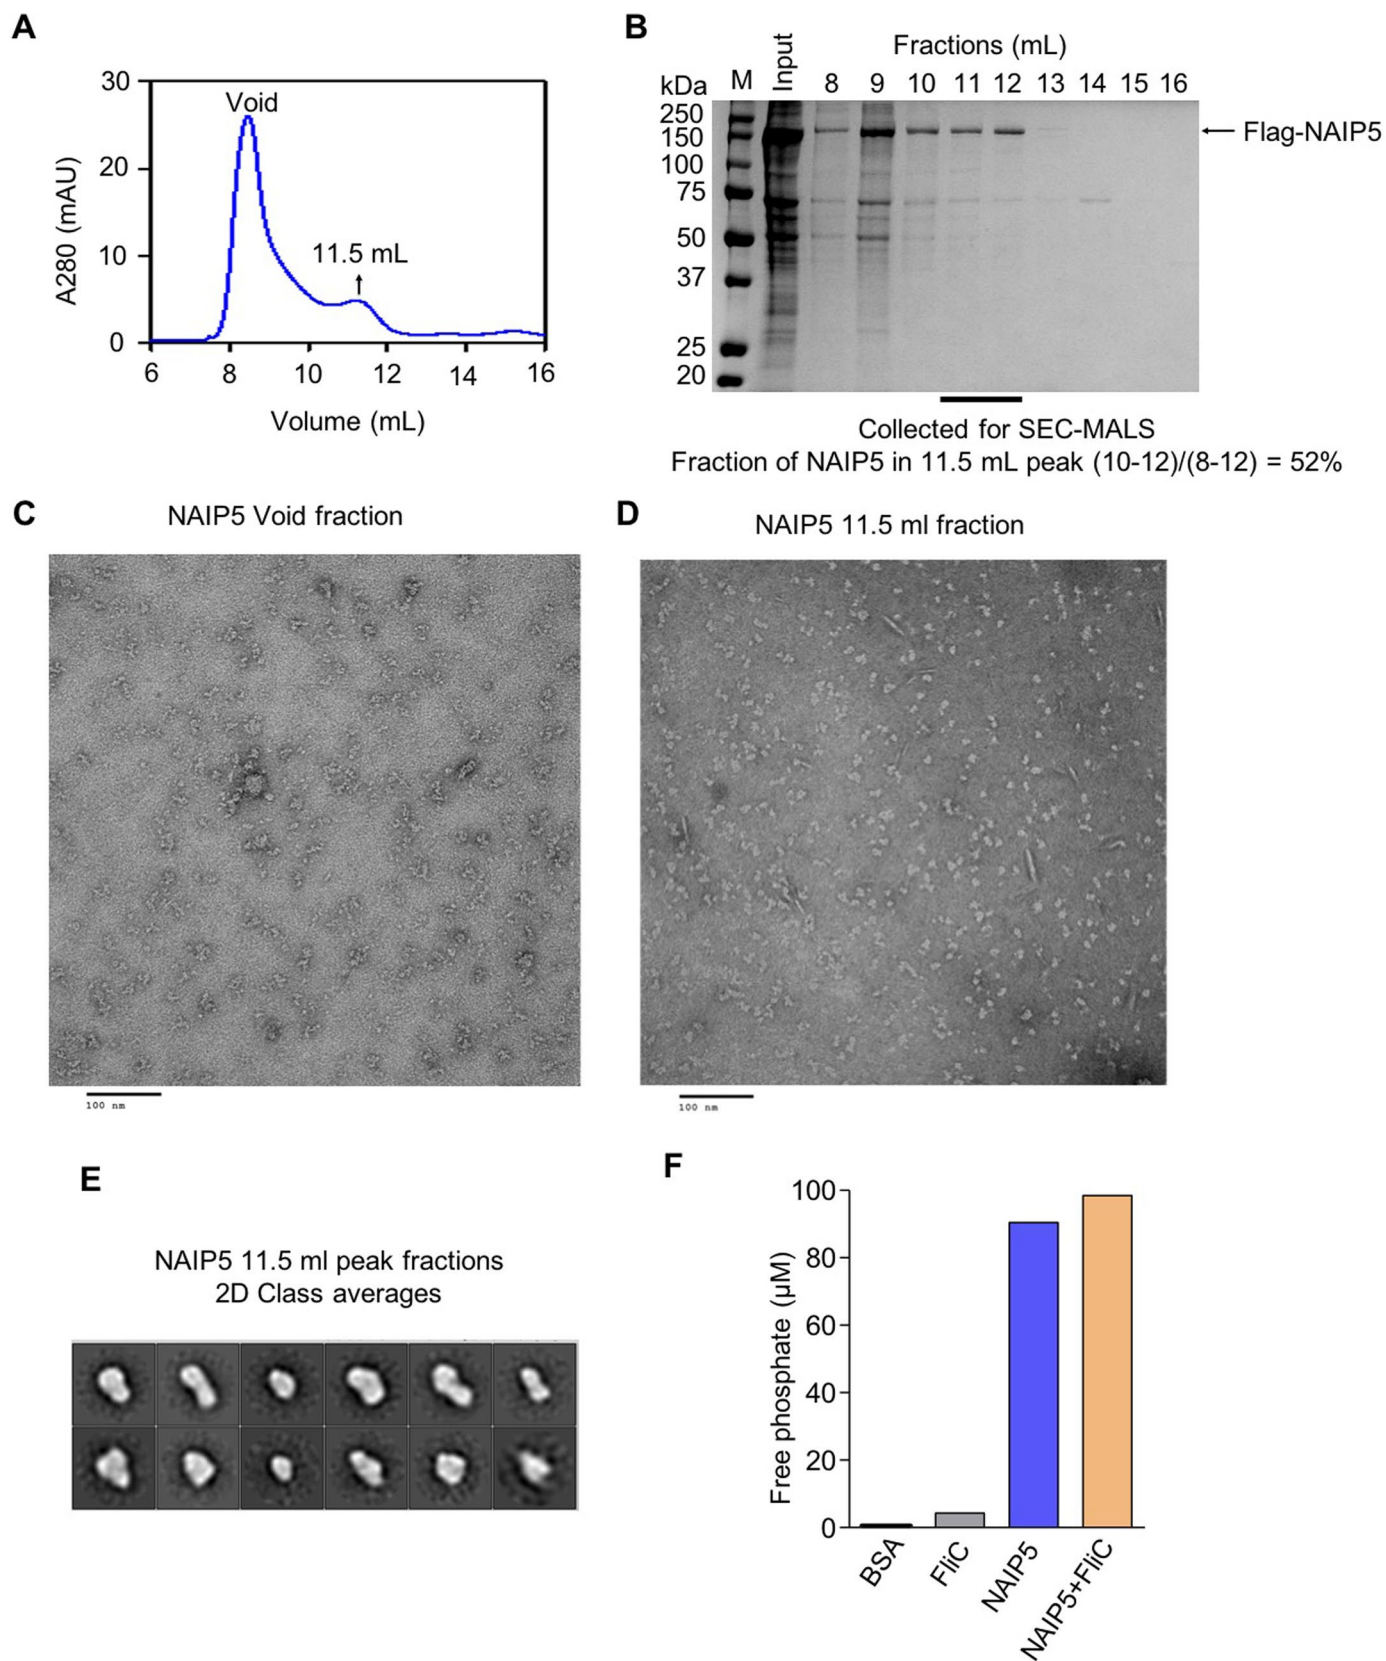 A
30
20
10
0
A280 (mAU)
Void
11.5 mL
6 8 10 12 14 16
Volume (mL)
B
Fractions (mL)
kDa M Input 8 9 10 11 12 13 14 15 16
250
150
100
75
50
37
25
20
Flag-NAIP5
Collected for SEC-MALS
Fraction of NAIP5 in 11.5 mL peak (10-12)/(8-12) = 52%
C
NAIP5 Void fraction
100 nm
D
NAIP5 11.5 ml fraction
100 nm
E
NAIP5 11.5 ml peak fractions
2D Class averages
F
100
80
60
40
20
0
Free phosphate (µM)
BSA
FliC
NAIP5
NAIP5+FliC